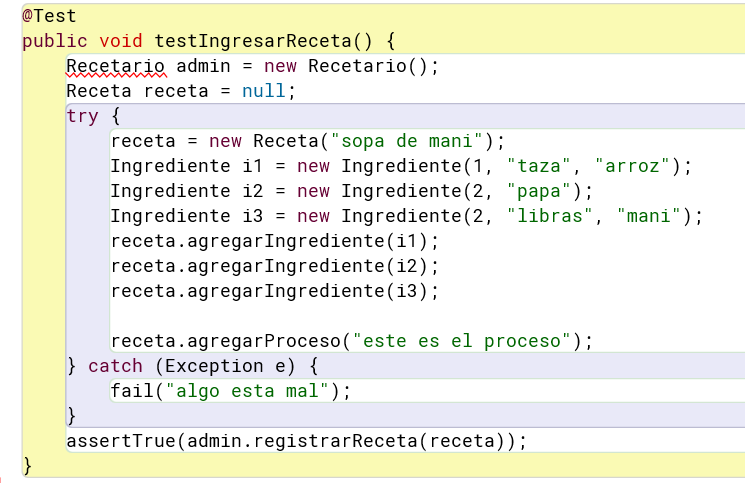 @Test
public void testIngresarReceta() {
    Recetario admin = new Recetario();
    Receta receta = null;
    try {
        receta = new Receta("sopa de mani");
        Ingrediente i1 = new Ingrediente(1, "taza", "arroz");
        Ingrediente i2 = new Ingrediente(2, "papa");
        Ingrediente i3 = new Ingrediente(2, "libras", "mani");
        receta.agregarIngrediente(i1);
        receta.agregarIngrediente(i2);
        receta.agregarIngrediente(i3);

        receta.agregarProceso("este es el proceso");
    } catch (Exception e) {
        fail("algo esta mal");
    }
    assertTrue(admin.registrarReceta(receta));
}